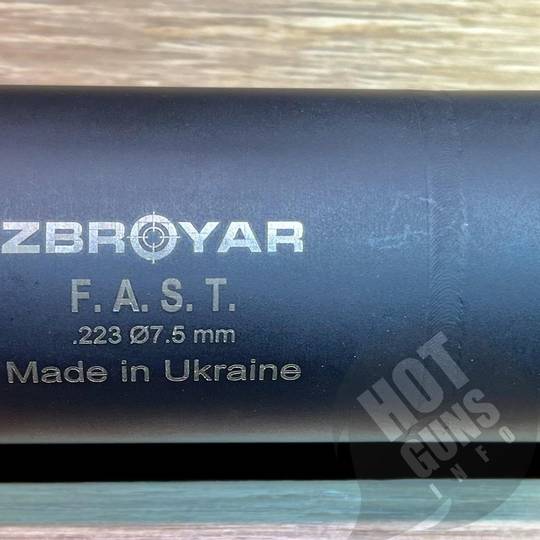 ZBROYAR
F. A. S. T.
.223 Ø7.5 mm
Made in Ukraine
HOT
GUNS
INFO